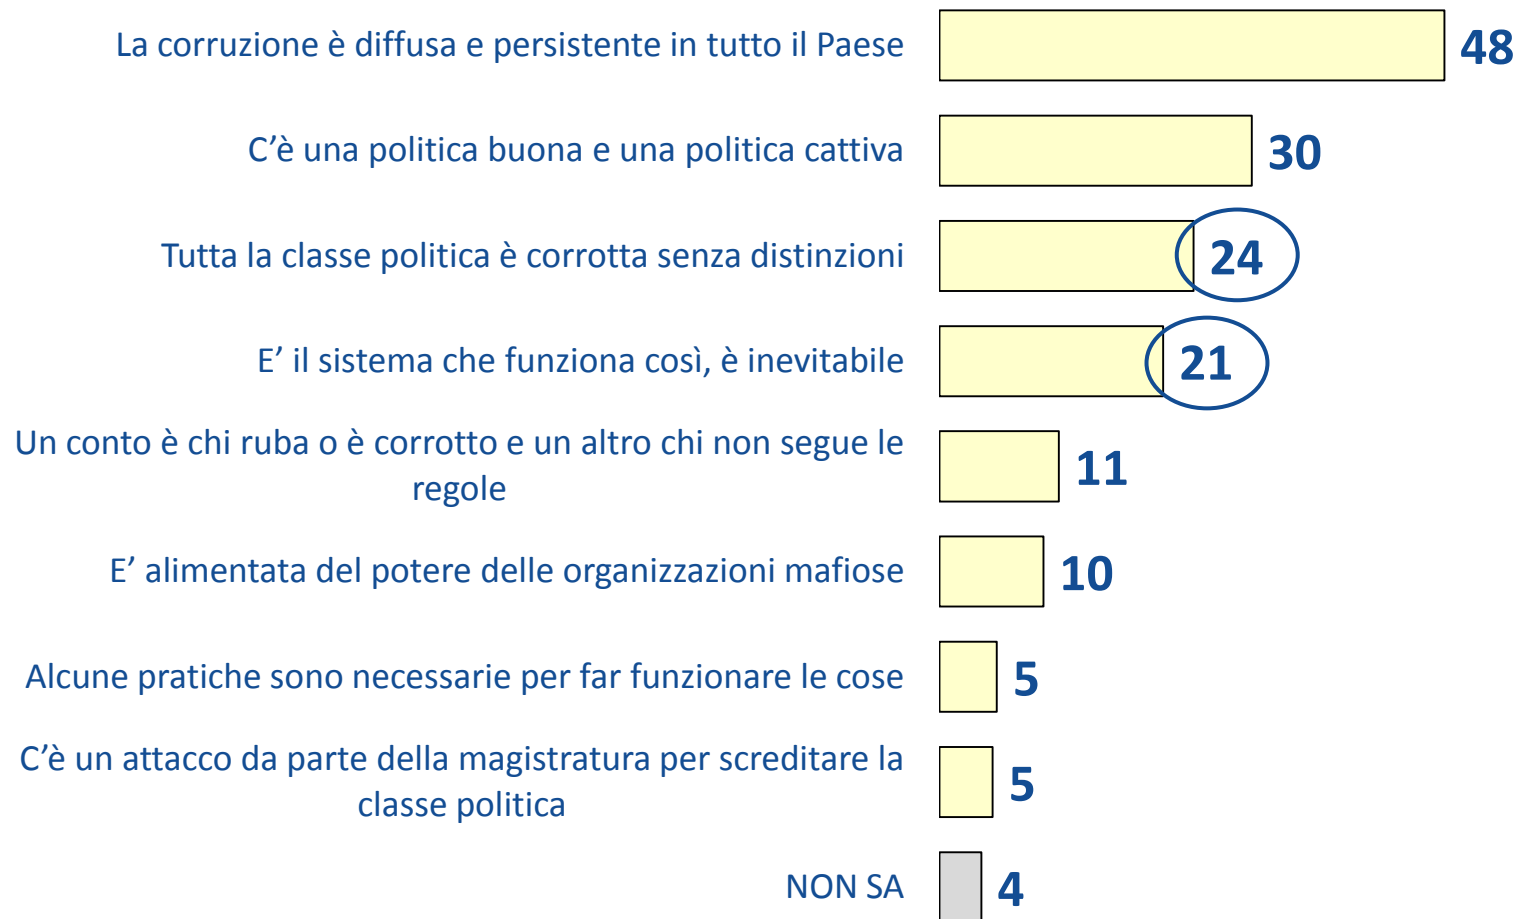 La corruzione è diffusa e persistente in tutto il Paese
48
C’è una politica buona e una politica cattiva
30
Tutta la classe politica è corrotta senza distinzioni
24
E’ il sistema che funziona così, è inevitabile
21
Un conto è chi ruba o è corrotto e un altro chi non segue le
regole
11
E’ alimentata del potere delle organizzazioni mafiose
10
Alcune pratiche sono necessarie per far funzionare le cose
5
C’è un attacco da parte della magistratura per screditare la
classe politica
5
NON SA
4